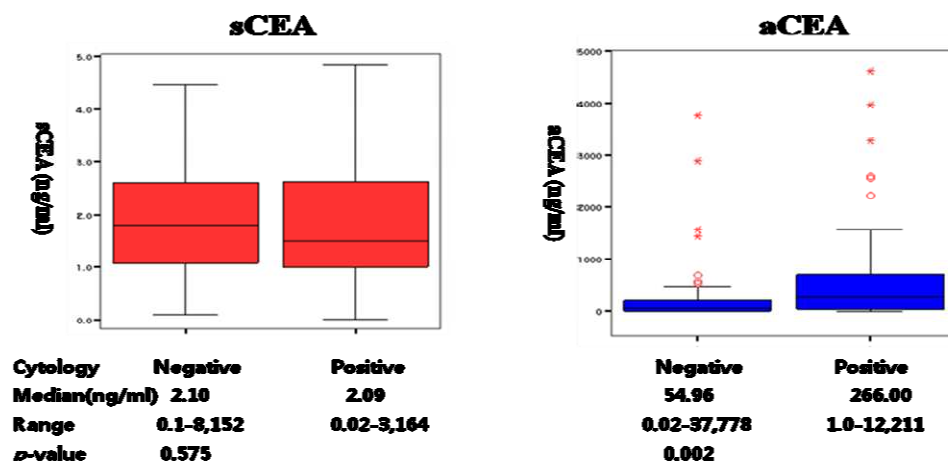 sCEA
sCEA (ng/ml)
5.0
4.0
3.0
2.0
1.0
0.0
aCEA
aCEA (ng/ml)
5000
4000
3000
2000
1000
0
Cytology Negative Positive Negative Positive
Median(ng/ml) 2.10 2.09 54.96 266.00
Range 0.1-8,152 0.02-3,164 0.02-37,778 1.0-12,211
p-value 0.575 0.002